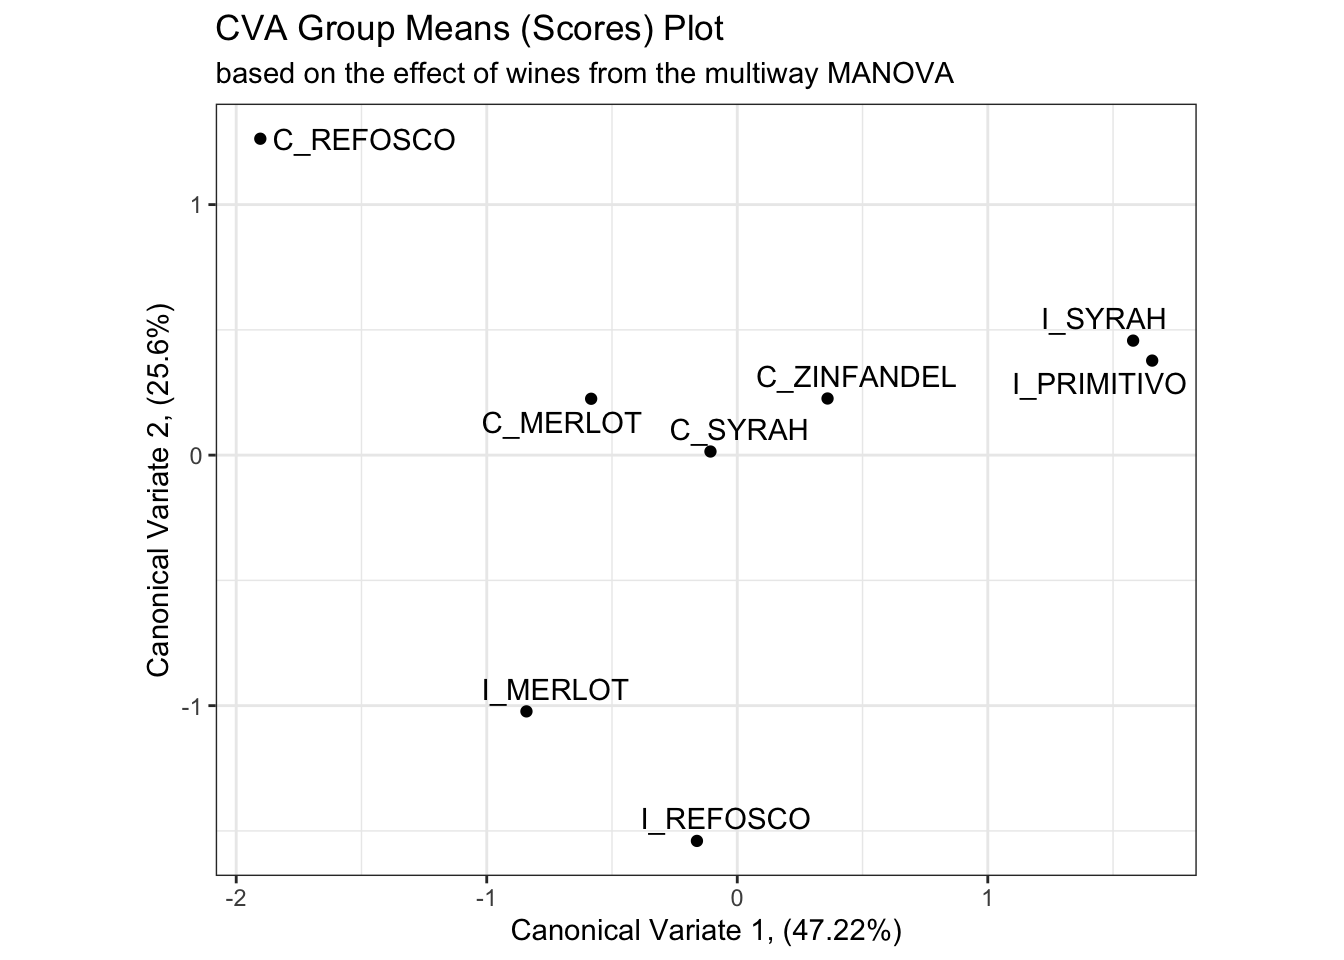 CVA Group Means (Scores) Plot
based on the effect of wines from the multiway MANOVA
C_REFOSCO
1
I_SYRAH
C_ZINFANDEL
I_PRIMITIVO
C_MERLOT
C_SYRAH
0
Canonical Variate 2, (25.6%)
I_MERLOT
-1
I_REFOSCO
-2
-1
0
1
Canonical Variate 1, (47.22%)